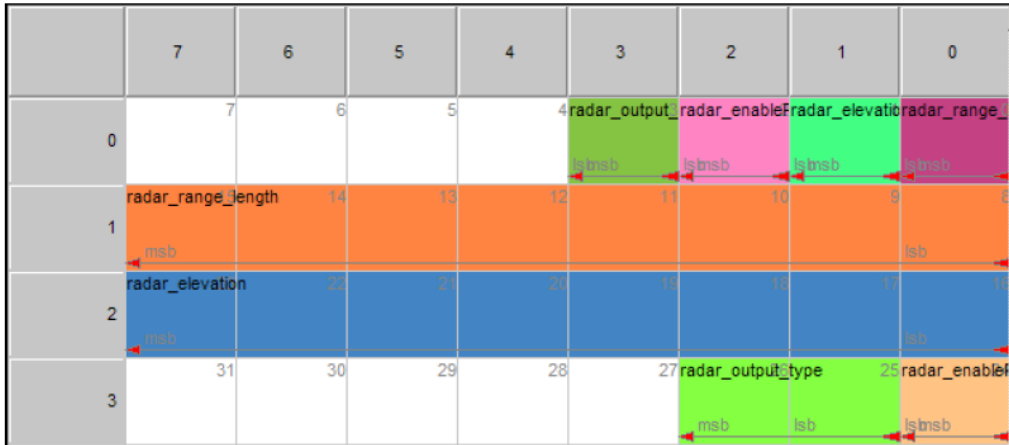 7 6 5 4 3 2 1 0
0 7 6 5 4 radar_output_ radar_enable radar_elevatio radar_range_
lsb msb lsb msb lsb msb lsb msb
1 radar_range_length 14 13 12 11 10 9 8
msb lsb
2 radar_elevation 22 21 20 19 18 17 16
msb lsb
3 31 30 29 28 27 radar_output_type 25 radar_enable
msb lsb lsb msb